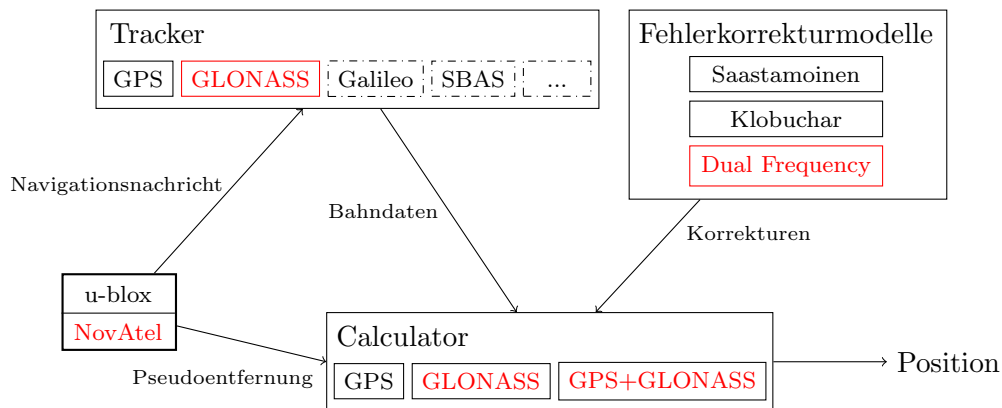 Tracker
GPS GLONASS Galileo SBAS ...
Fehlerkorrekturmodelle
Saastamoinen
Klobuchar
Dual Frequency
Navigationsnachricht
Bahndaten
Korrekturen
u-blox
NovAtel
Pseudoentfernung
Calculator
GPS GLONASS GPS+GLONASS
Position